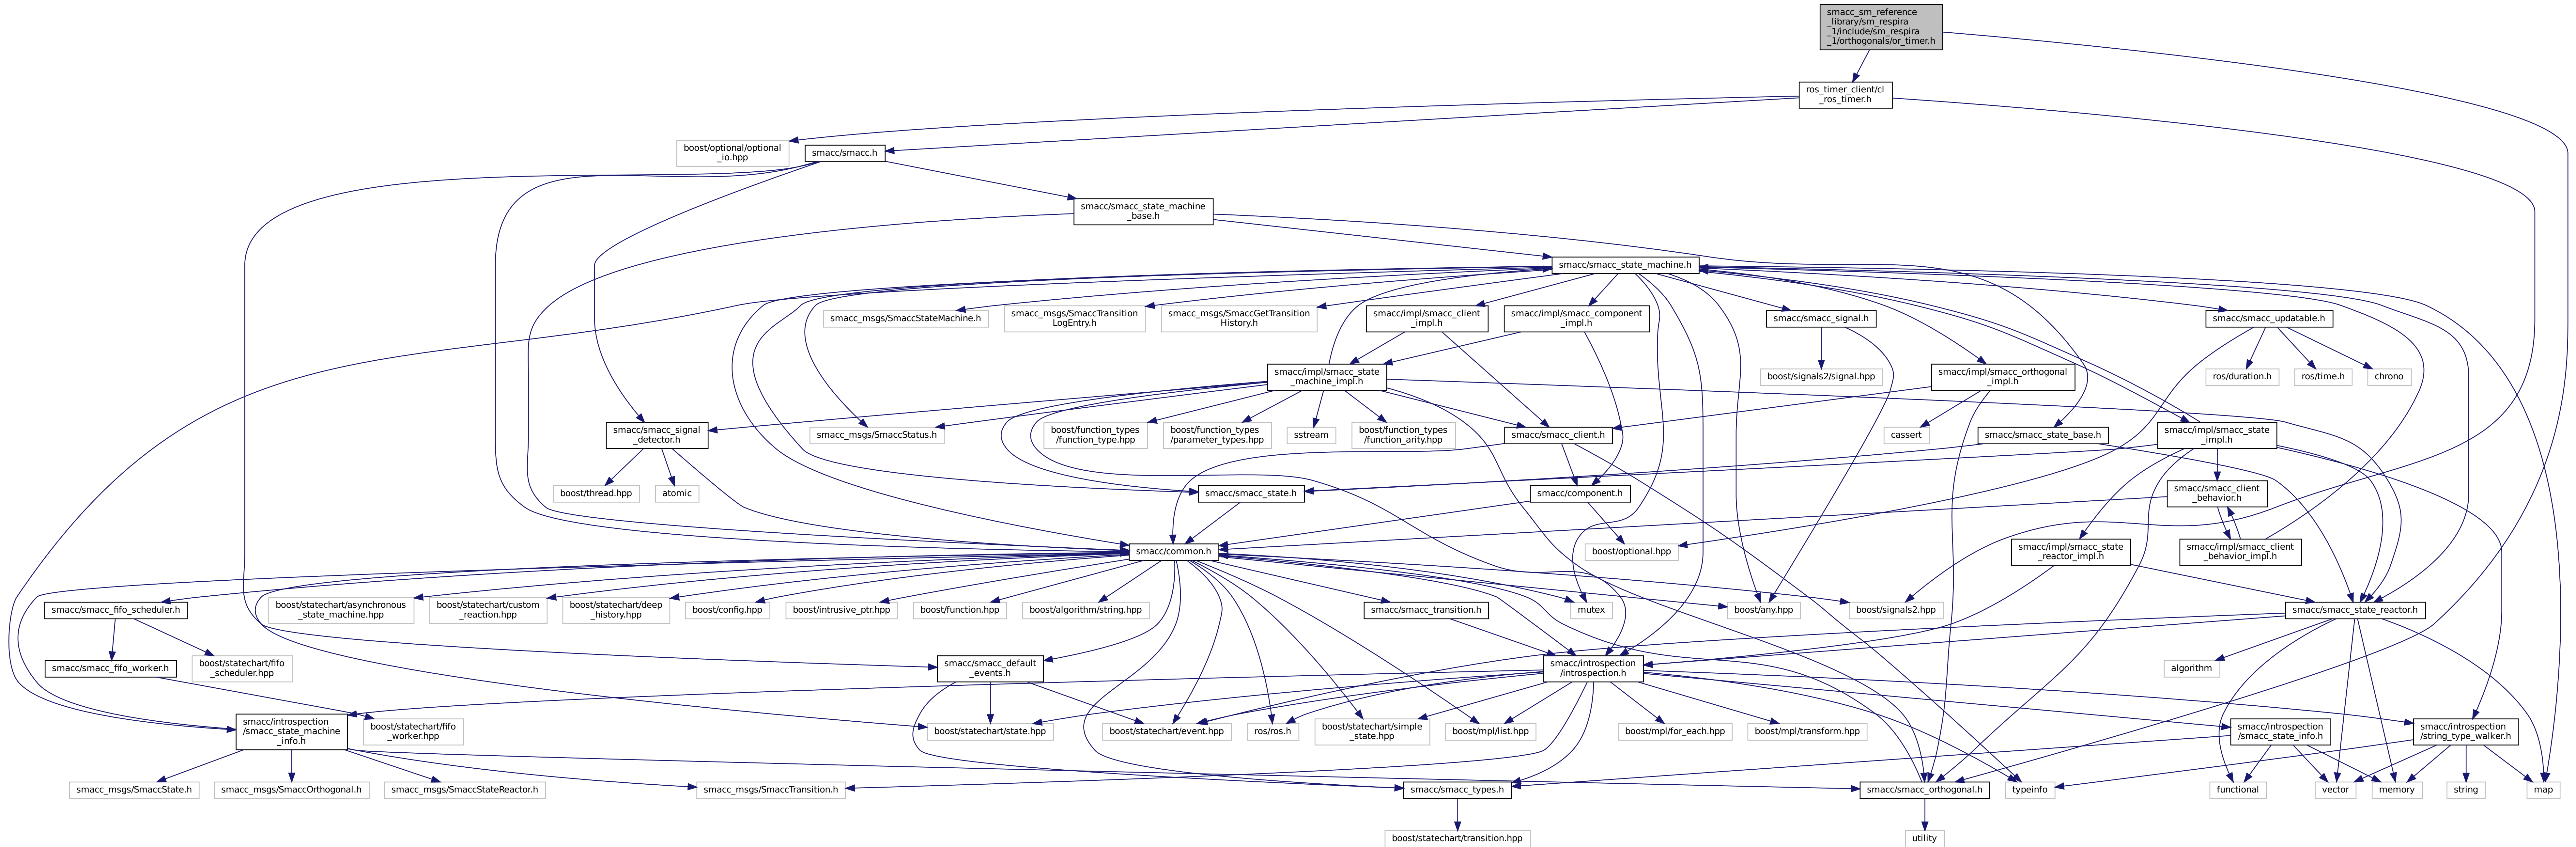 smacc_sm_reference
_library/sm_respira
_1/include/sm_respira
_1/orthogonals/or_timer.h
ros_timer_client/cl
_ros_timer.h
boost/optional/optional
_io.hpp
smacc/smacc.h
smacc/smacc_state_machine
_base.h
smacc/smacc_state_machine.h
smacc_msgs/SmaccStateMachine.h
smacc_msgs/SmaccTransition
LogEntry.h
smacc_msgs/SmaccGetTransition
History.h
smacc/impl/smacc_client
_impl.h
smacc/impl/smacc_component
_impl.h
smacc/smacc_signal.h
smacc/smacc_updatable.h
smacc/impl/smacc_state
_machine_impl.h
boost/signals2/signal.hpp
smacc/impl/smacc_orthogonal
_impl.h
ros/duration.h
ros/time.h
chrono
smacc/smacc_signal
_detector.h
smacc_msgs/SmaccStatus.h
boost/function_types
/function_type.hpp
boost/function_types
/parameter_types.hpp
sstream
boost/function_types
/function_arity.hpp
smacc/smacc_client.h
cassert
smacc/smacc_state_base.h
smacc/impl/smacc_state
_impl.h
boost/thread.hpp
atomic
smacc/smacc_state.h
smacc/component.h
smacc/smacc_client
_behavior.h
smacc/common.h
boost/optional.hpp
smacc/impl/smacc_state
_reactor_impl.h
smacc/impl/smacc_client
_behavior_impl.h
smacc/smacc_fifo_scheduler.h
boost/statechart/asynchronous
_state_machine.hpp
boost/statechart/custom
_reaction.hpp
boost/statechart/deep
_history.hpp
boost/config.hpp
boost/intrusive_ptr.hpp
boost/function.hpp
boost/algorithm/string.hpp
smacc/smacc_transition.h
mutex
boost/any.hpp
boost/signals2.hpp
smacc/smacc_state_reactor.h
smacc/smacc_fifo_worker.h
boost/statechart/fifo
_scheduler.hpp
smacc/smacc_default
_events.h
smacc/introspection
/introspection.h
algorithm
smacc/introspection
/smacc_state_machine
_info.h
boost/statechart/fifo
_worker.hpp
boost/statechart/state.hpp
boost/statechart/event.hpp
ros/ros.h
boost/statechart/simple
_state.hpp
boost/mpl/list.hpp
boost/mpl/for_each.hpp
boost/mpl/transform.hpp
smacc/introspection
/smacc_state_info.h
smacc/introspection
/string_type_walker.h
smacc_msgs/SmaccState.h
smacc_msgs/SmaccOrthogonal.h
smacc_msgs/SmaccStateReactor.h
smacc_msgs/SmaccTransition.h
smacc/smacc_types.h
smacc/smacc_orthogonal.h
typeinfo
functional
vector
memory
string
map
boost/statechart/transition.hpp
utility